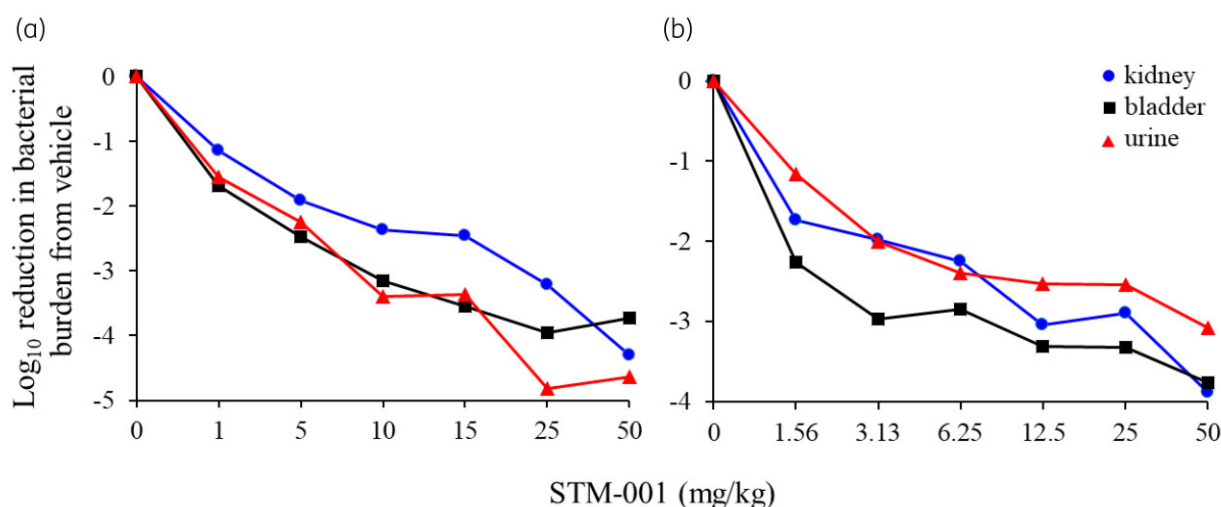 (a)
(b)
Log₁₀ reduction in bacterial
burden from vehicle
0
-1
-2
-3
-4
-5
0 1 5 10 15 25 50
0
-1
-2
-3
-4
0 1.56 3.13 6.25 12.5 25 50
kidney
bladder
urine
STM-001 (mg/kg)